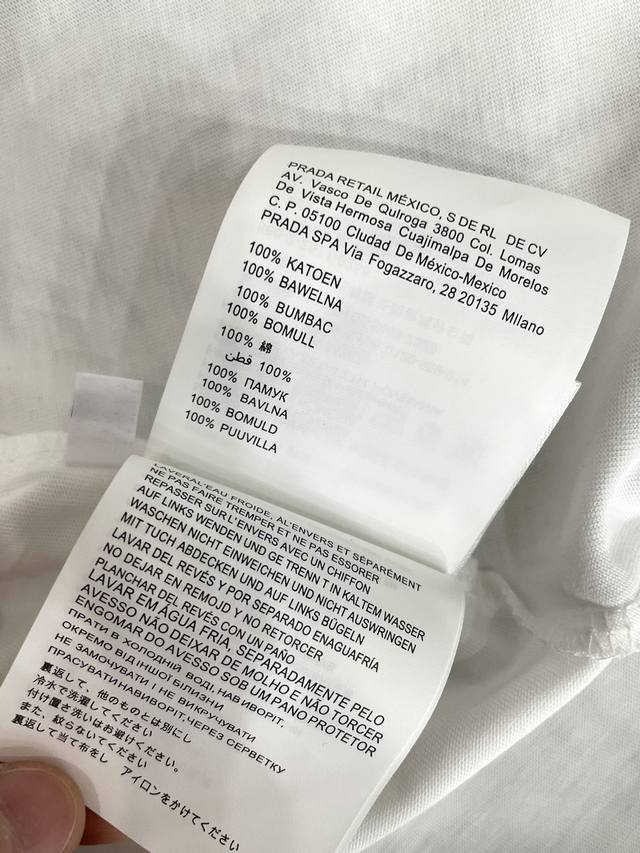 PRADA RETAIL MÉXICO, S DE RL DE CV
AV. Vasco De Quiroga 3800 Col. Lomas
De Vista Hermosa Cuajimalpa De Morelos
C. P. 05100 Ciudad De México-Mexico
PRADA SPA Via Fogazzaro, 28 20135 MIlano
100% KATOEN
100% BAWELNA
100% BUMBAC
100% BOMULL
100% 綿
100% قطن
100% ПАМУК
100% BAVLNA
100% BOMULD
100% PUUVILLA
LAVERAL'EAU FROIDE, ÀL'ENVERS ET SÉPARÉMENT
NE PAS FAIRE TREMPER ET NE PAS ESSORER
REPASSER SUR L'ENVERS AVEC UN CHIFFON
AUF LINKS WENDEN UND GE TRENN T IN KALTEM WASSER
WASCHEN NICHT EINWEICHEN UND NICHT AUSWRINGEN
MIT TUCH ABDECKEN UND AUF LINKS BÜGELN
LAVAR DEL REVÉS Y POR SEPARADO ENAGUAFRÍA
NO DEJAR EN REMOJO Y NO RETORCER
PLANCHAR DEL REVÉS CON UN PAÑO
LAVAR EM ÁGUA FRIA, SEPARADAMENTE PELO
AVESSO NÃO DEIXAR DE MOLHO E NÃO TORCER
ENGOMAR DO AVESSO SOB UM PANO PROTETOR
ПРАТИ В ХОЛОДНІЙ ВОДІ, НАВИВОРІТ,
ОКРЕМО ВІД ІНШОЇ БІЛИЗНИ
НЕ ЗАМОЧУВАТИ І НЕ ВИКРУЧУВАТИ
ПРАСУВАТИ НАВИВОРІТ, ЧЕРЕЗ СЕРВЕТКУ
裏返して、他のものとは別にし
冷水で洗濯してください
付け置き洗いはお避けください。
また、絞らないでください
裏返して当て布をし アイロンをかけてください